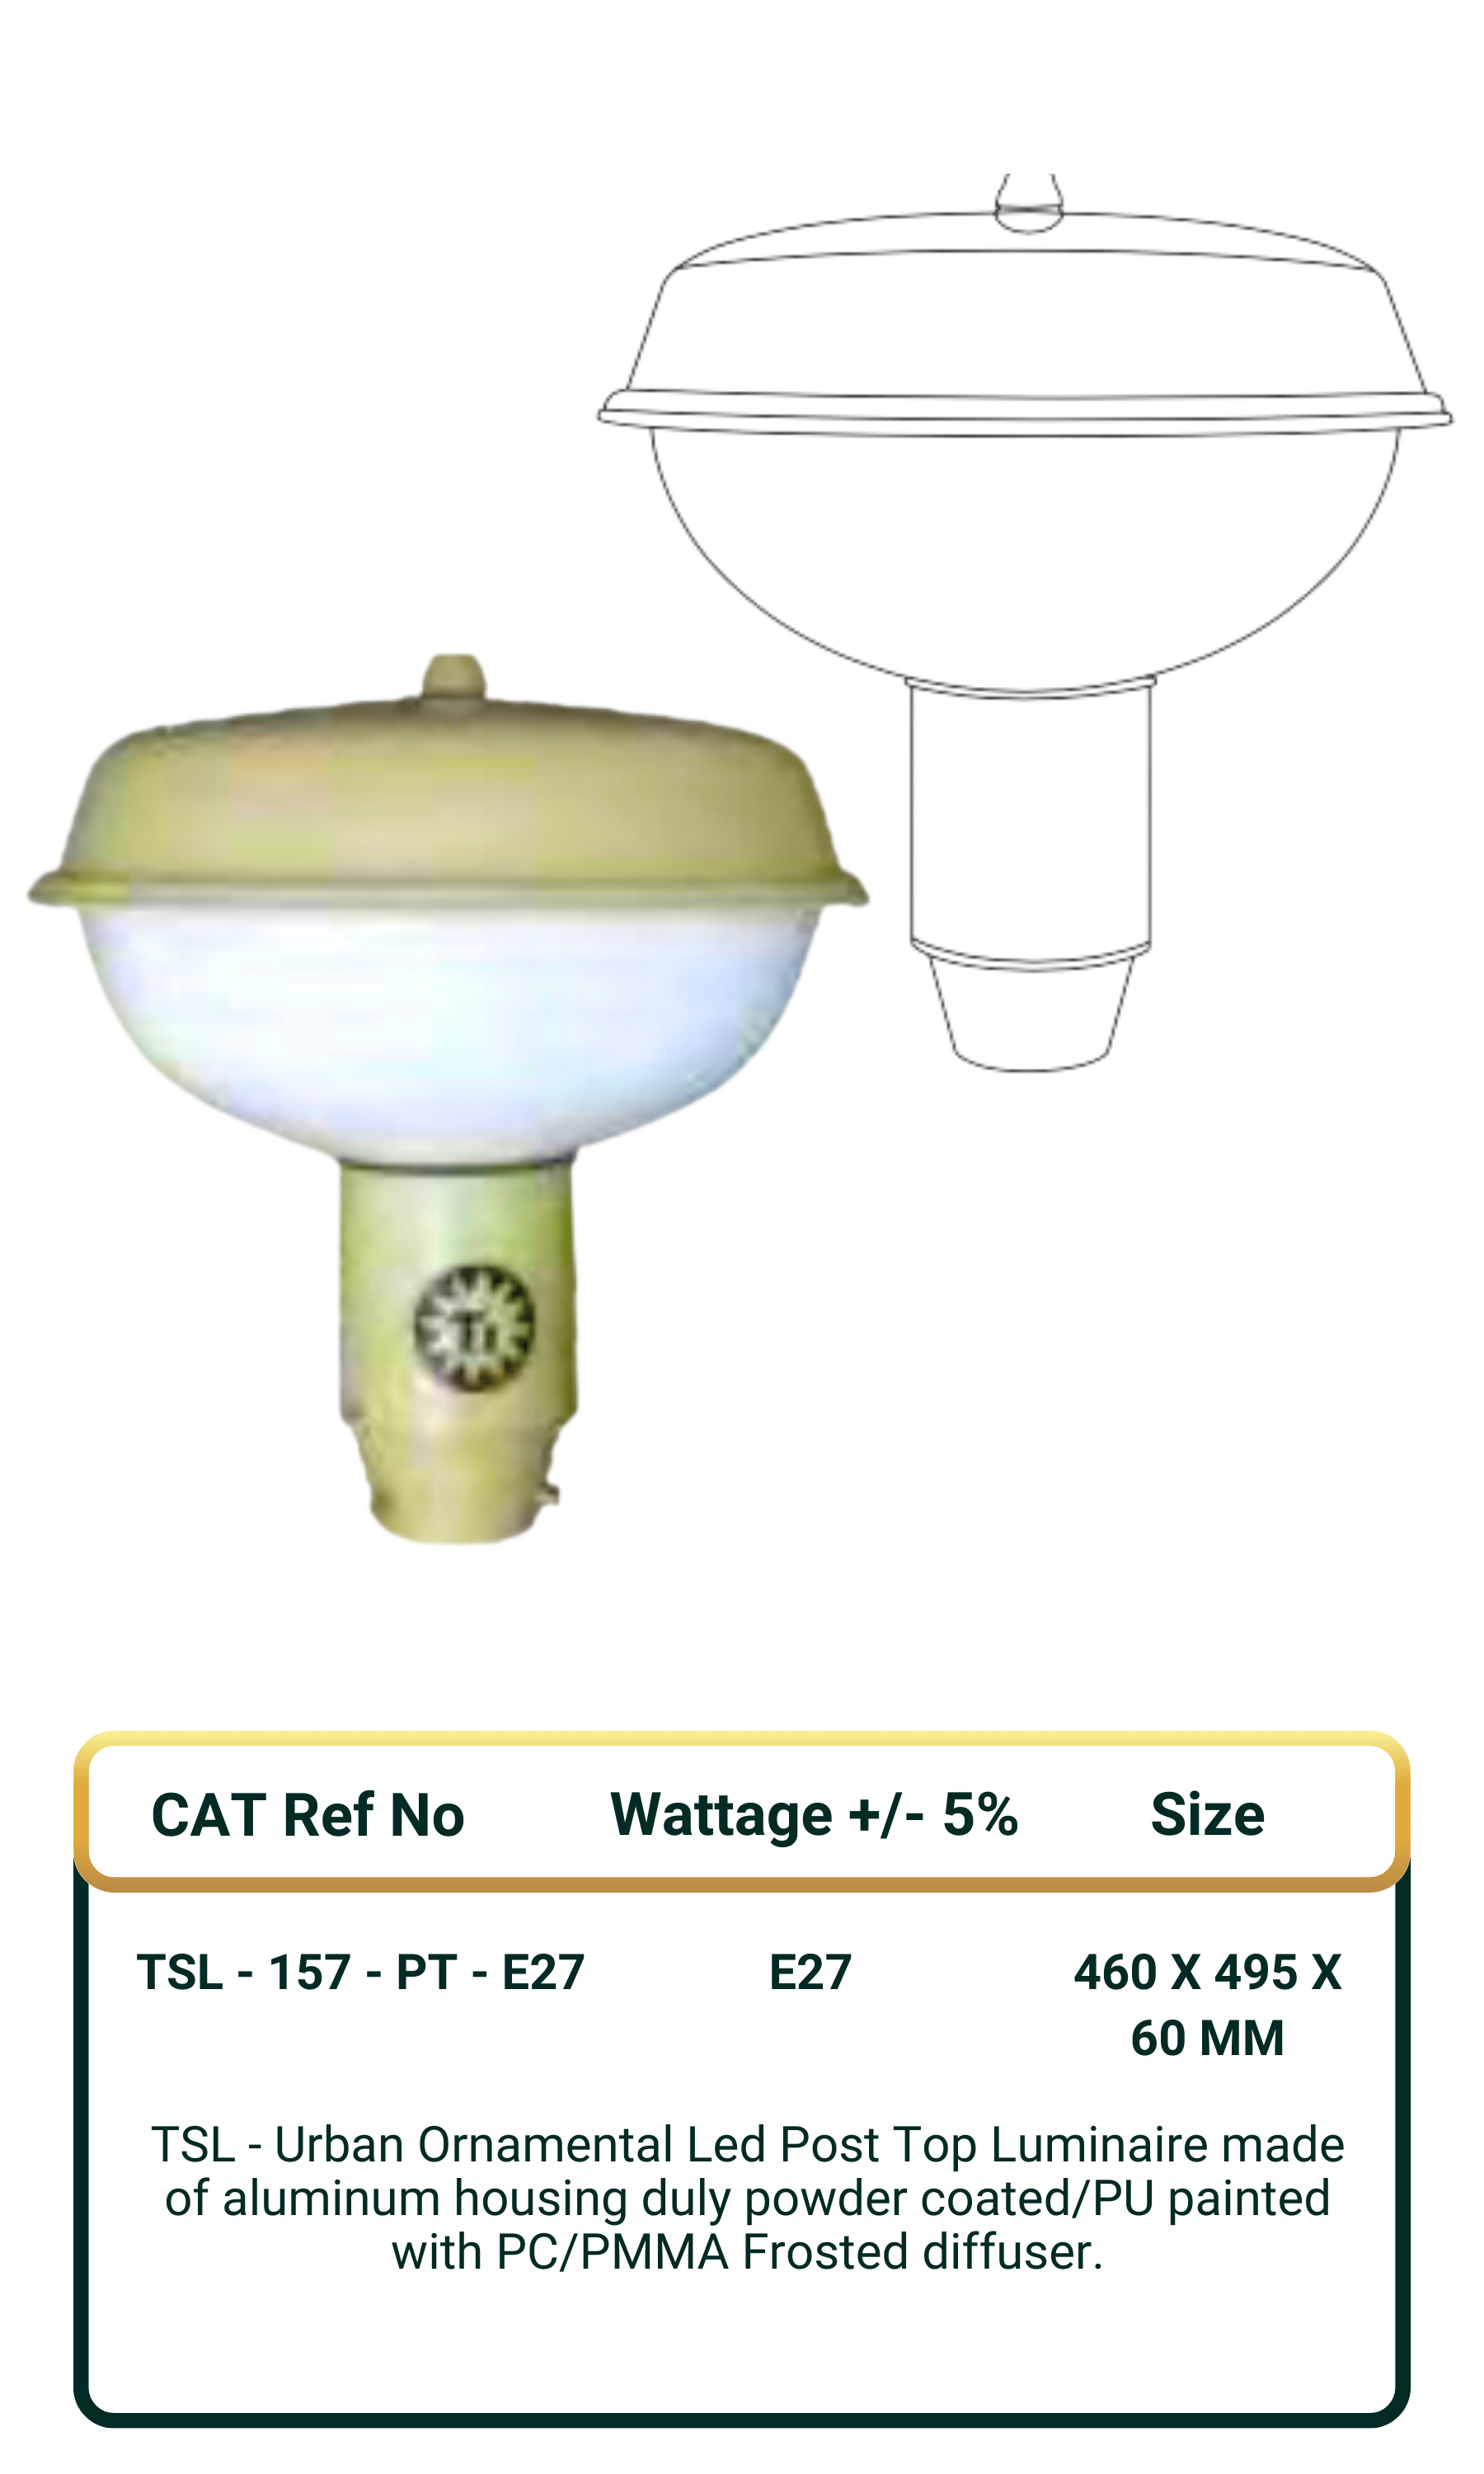 Ti
CAT Ref No Wattage +/- 5% Size
TSL - 157 - PT - E27 E27 460 X 495 X
60 MM
TSL - Urban Ornamental Led Post Top Luminaire made
of aluminum housing duly powder coated/PU painted
with PC/PMMA Frosted diffuser.